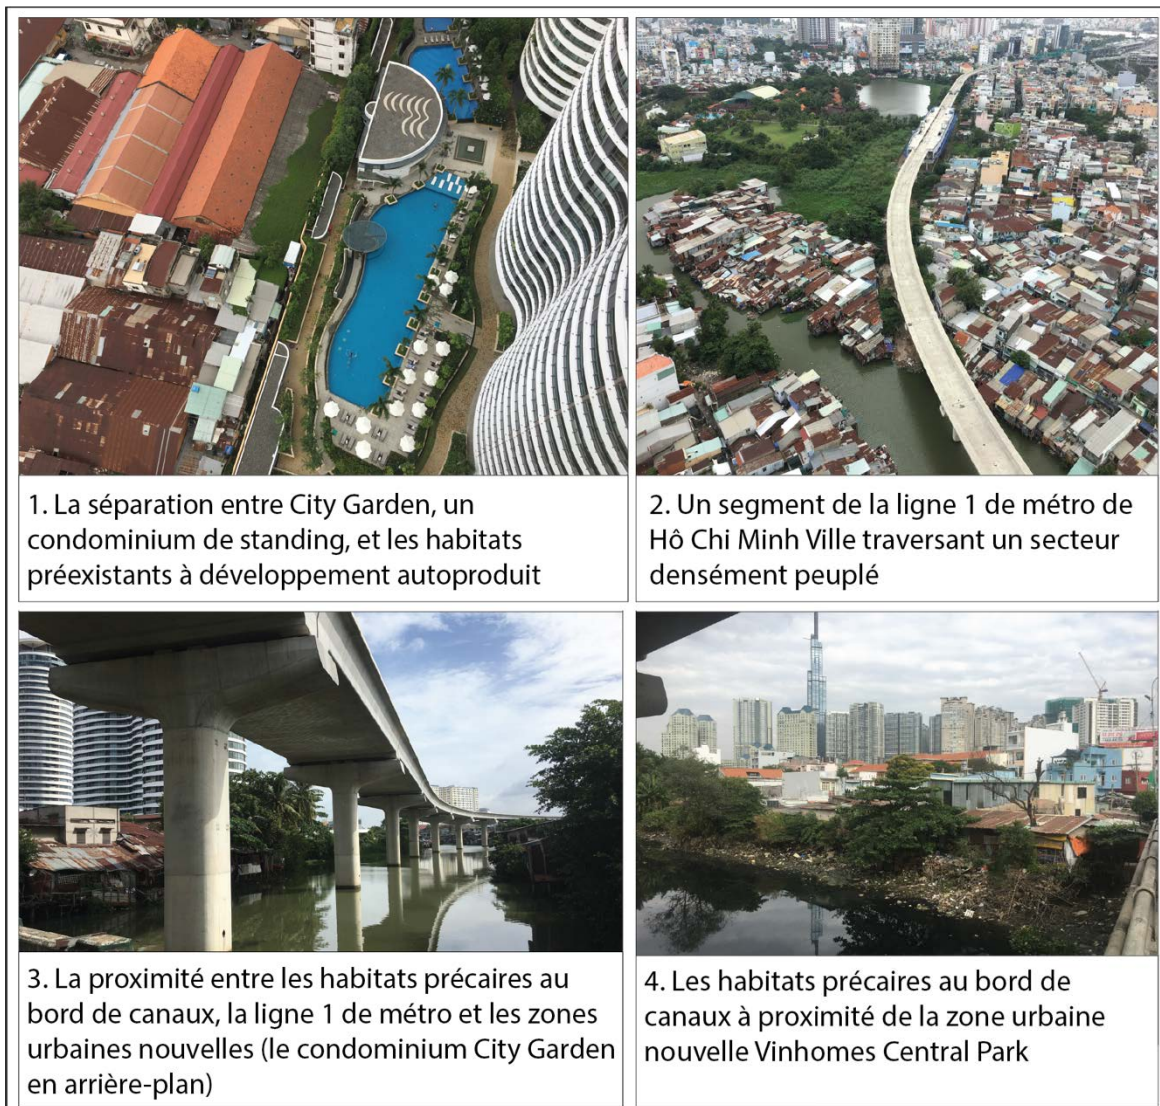 1. La séparation entre City Garden, un
condominium de standing, et les habitats
préexistants à développement autoproduit
2. Un segment de la ligne 1 de métro de
Hô Chi Minh Ville traversant un secteur
densément peuplé
3. La proximité entre les habitats précaires au
bord de canaux, la ligne 1 de métro et les zones
urbaines nouvelles (le condominium City Garden
en arrière-plan)
4. Les habitats précaires au bord de
canaux à proximité de la zone urbaine
nouvelle Vinhomes Central Park